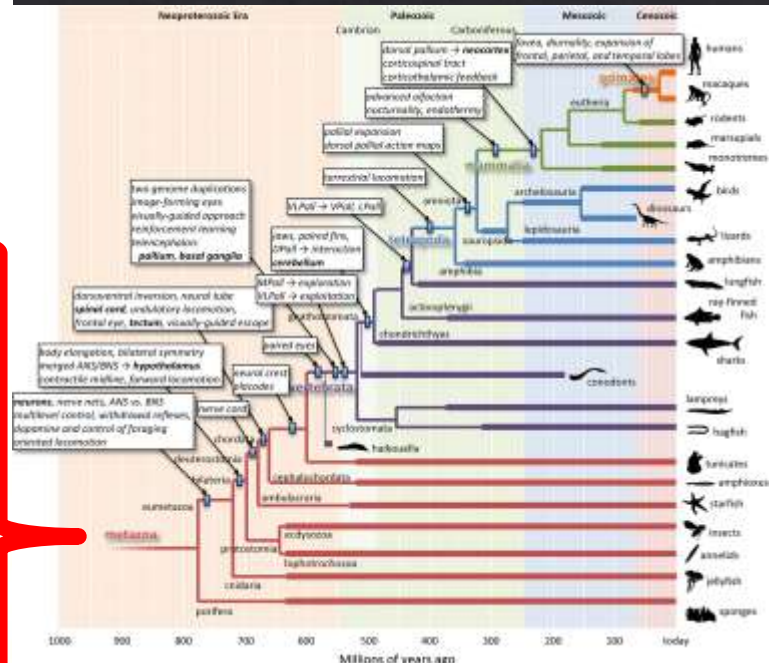 Neoproterozoic Era
Paleozoic
Mesozoic
Cenozoic
Cambrian
Carboniferous
dorsal pallium → neocortex
corticospinal tract
corticothalamic feedback
fovea, diurnality, expansion of
frontal, parietal, and temporal lobes
advanced olfaction
nocturnality, endothermy
pallial expansion
dorsal pallial action maps
terrestrial locomotion
VLPall → VPall, LPall
two genome duplications
image-forming eyes
visually-guided approach
reinforcement learning
telencephalon
pallium, basal ganglia
jaws, paired fins,
DPall → interaction
cerebellum
MPall → exploration
VLPall → exploitation
dorsoventral inversion, neural tube
spinal cord, undulatory locomotion,
frontal eye, tectum, visually-guided escape
paired eyes
body elongation, bilateral symmetry
merged ANS/BNS → hypothalamus
contractile midline, forward locomotion
neural crest
placodes
neurons, nerve nets, ANS vs. BNS
multilevel control, withdrawal reflexes,
dopamine and control of foraging
oriented locomotion
nerve cord
primates
eutheria
mammalia
amniota
archelosauria
sauropsida
lepidosauria
tetrapoda
amphibia
actinopterygii
gnathostomata
chondrichthyes
vertebrata
cyclostomata
haikouella
chordata
deuterostomia
cephalochordata
bilateria
ambulacraria
eumetazoa
metazoa
ecdysozoa
protostomia
lophotrochozoa
cnidaria
porifera
humans
macaques
rodents
marsupials
monotremes
birds
dinosaurs
lizards
amphibians
lungfish
ray-finned
fish
sharks
conodonts
lampreys
hagfish
tunicates
amphioxus
starfish
insects
annelids
jellyfish
sponges
1000 900 800 700 600 500 400 300 200 100 today
Millions of years ago